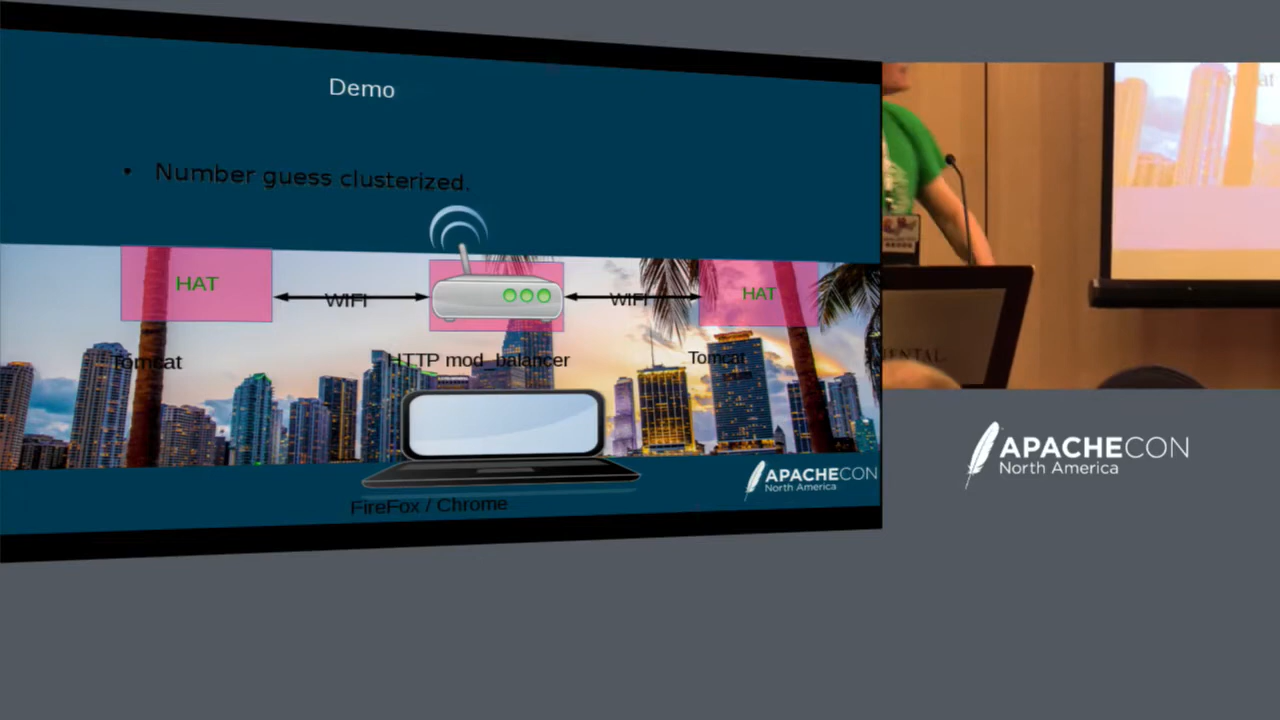 Demo
• Number guess clusterized.
HAT
WIFI
WIFI
HAT
Tomcat
HTTP mod_balancer
Tomcat
FireFox / Chrome
APACHECON
North America
APACHECON
North America